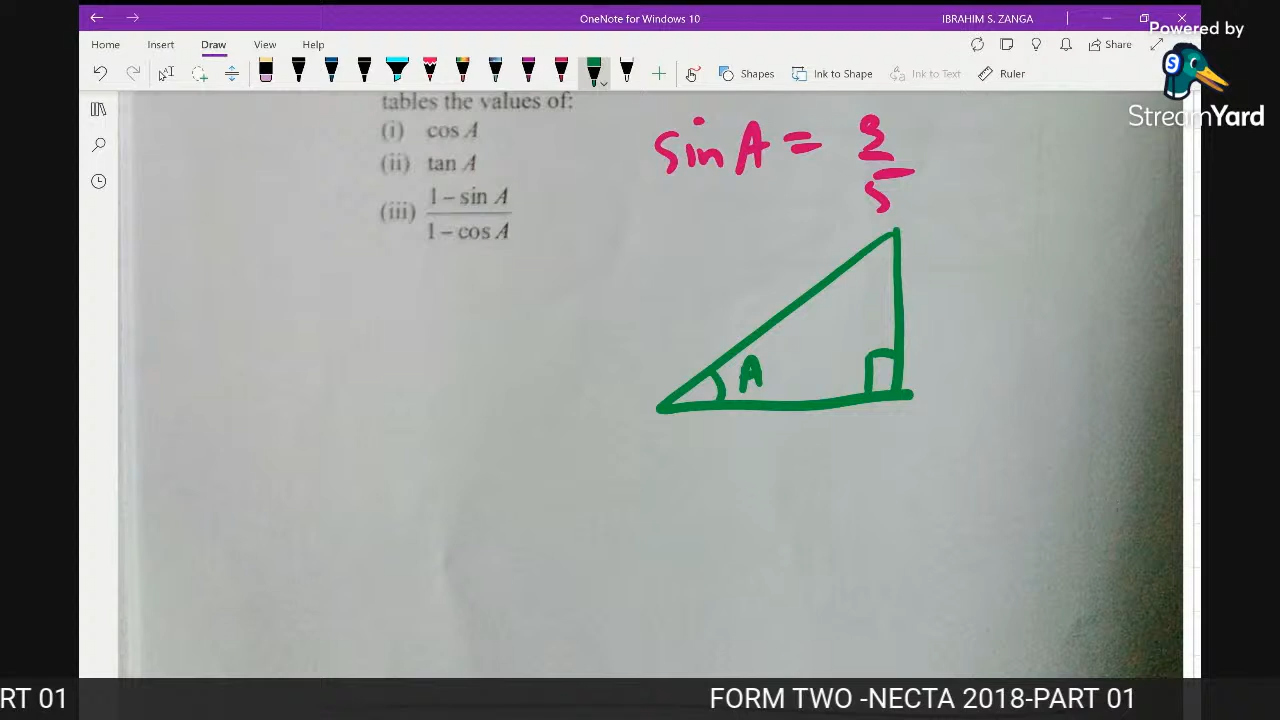 OneNote for Windows 10
IBRAHIM S. ZANGA
Powered by
StreamYard
Home Insert Draw View Help
Share
Shapes Ink to Shape Ink to Text Ruler
tables the values of:
(i) cos A
(ii) tan A
(iii) 1 – sin A
1 – cos A
sin A = 3
5
A
RT 01
FORM TWO -NECTA 2018-PART 01